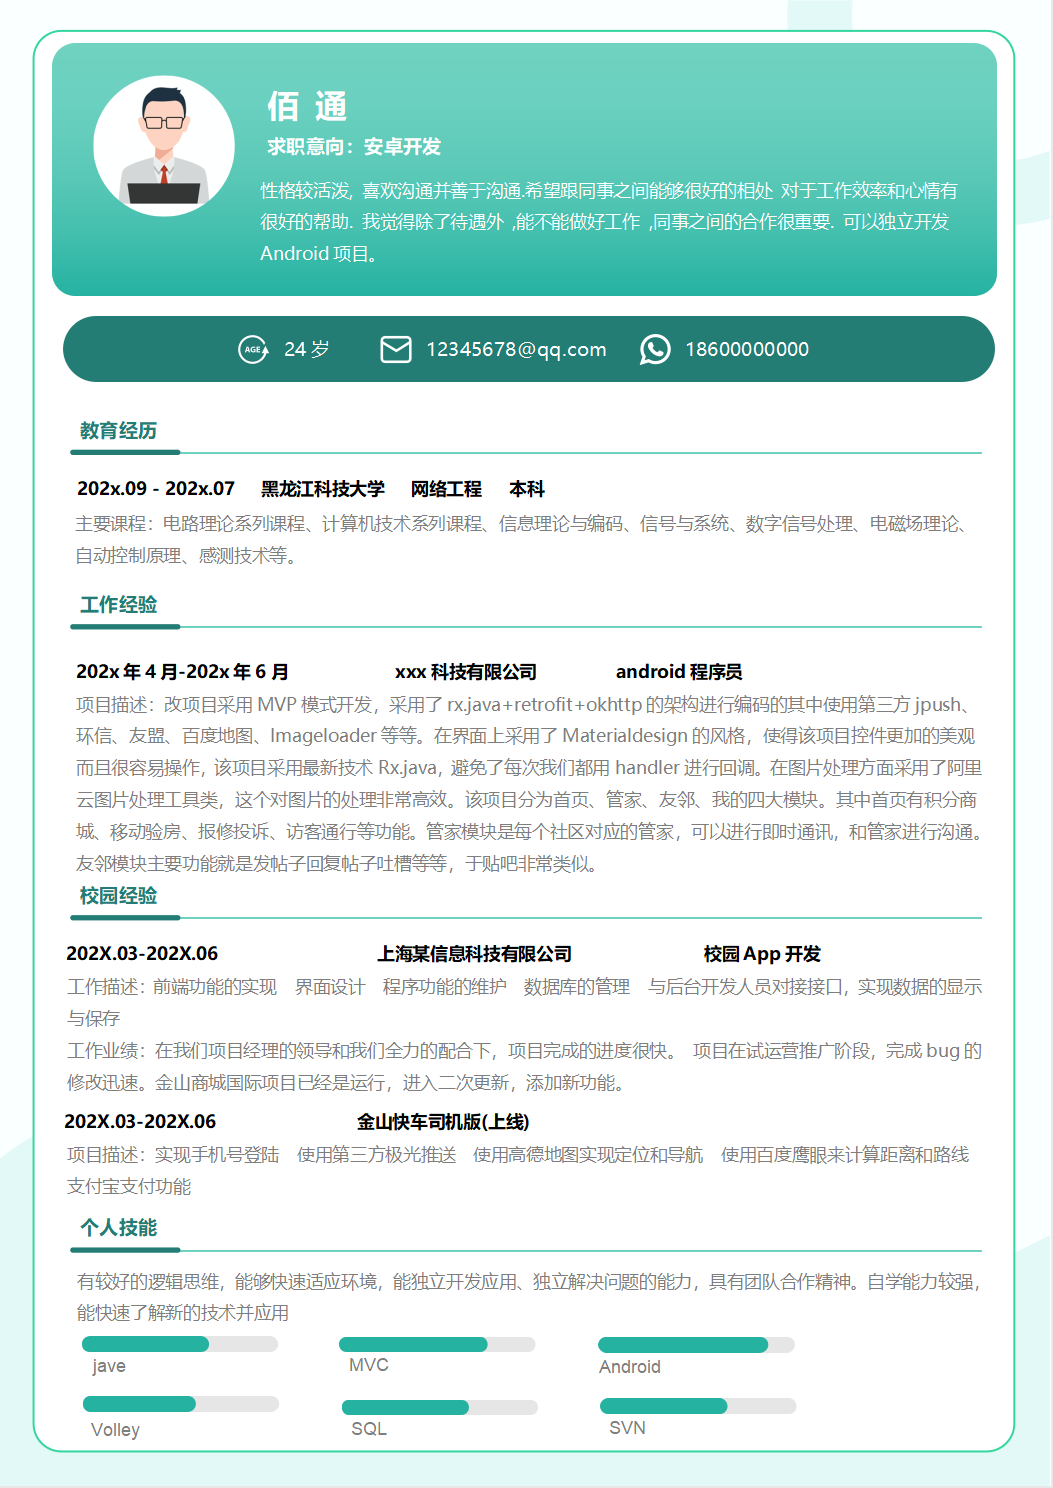 佰 通
求职意向：安卓开发
性格较活泼, 喜欢沟通并善于沟通.希望跟同事之间能够很好的相处 对于工作效率和心情有
很好的帮助. 我觉得除了待遇外 ,能不能做好工作 ,同事之间的合作很重要. 可以独立开发
Android 项目。
AGE 24 岁 12345678@qq.com 18600000000
教育经历
202x.09 - 202x.07 黑龙江科技大学 网络工程 本科
主要课程：电路理论系列课程、计算机技术系列课程、信息理论与编码、信号与系统、数字信号处理、电磁场理论、
自动控制原理、感测技术等。
工作经验
202x 年 4 月-202x 年 6 月 xxx 科技有限公司 android 程序员
项目描述：改项目采用 MVP 模式开发，采用了 rx.java+retrofit+okhttp 的架构进行编码的其中使用第三方 jpush、
环信、友盟、百度地图、Imageloader 等等。在界面上采用了 Materialdesign 的风格，使得该项目控件更加的美观
而且很容易操作，该项目采用最新技术 Rx.java，避免了每次我们都用 handler 进行回调。在图片处理方面采用了阿里
云图片处理工具类，这个对图片的处理非常高效。该项目分为首页、管家、友邻、我的四大模块。其中首页有积分商
城、移动验房、报修投诉、访客通行等功能。管家模块是每个社区对应的管家，可以进行即时通讯，和管家进行沟通。
友邻模块主要功能就是发帖子回复帖子吐槽等等，于贴吧非常类似。
校园经验
202X.03-202X.06 上海某信息科技有限公司 校园 App 开发
工作描述：前端功能的实现 界面设计 程序功能的维护 数据库的管理 与后台开发人员对接接口，实现数据的显示
与保存
工作业绩：在我们项目经理的领导和我们全力的配合下，项目完成的进度很快。 项目在试运营推广阶段，完成 bug 的
修改迅速。金山商城国际项目已经是运行，进入二次更新，添加新功能。
202X.03-202X.06 金山快车司机版(上线)
项目描述：实现手机号登陆 使用第三方极光推送 使用高德地图实现定位和导航 使用百度鹰眼来计算距离和路线
支付宝支付功能
个人技能
有较好的逻辑思维，能够快速适应环境，能独立开发应用、独立解决问题的能力，具有团队合作精神。自学能力较强，
能快速了解新的技术并应用
jave MVC Android
Volley SQL SVN